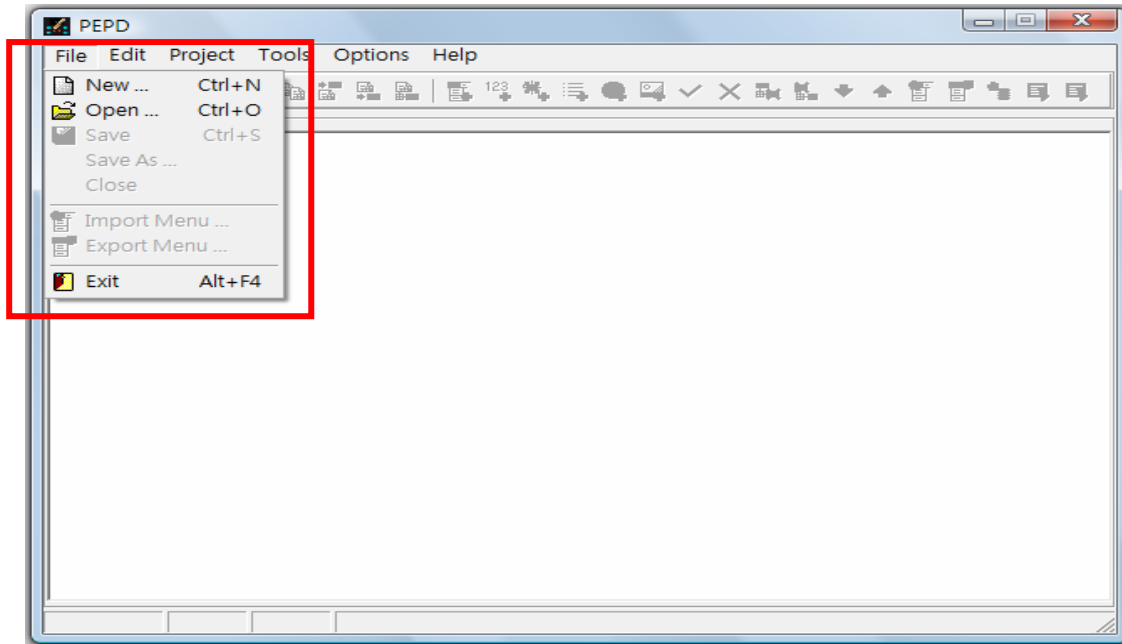 PEPD
File Edit Project Tools Options Help
New ... Ctrl+N
123
Open ... Ctrl+O
Save Ctrl+S
Save As ...
Close
Import Menu ...
Export Menu ...
Exit Alt+F4